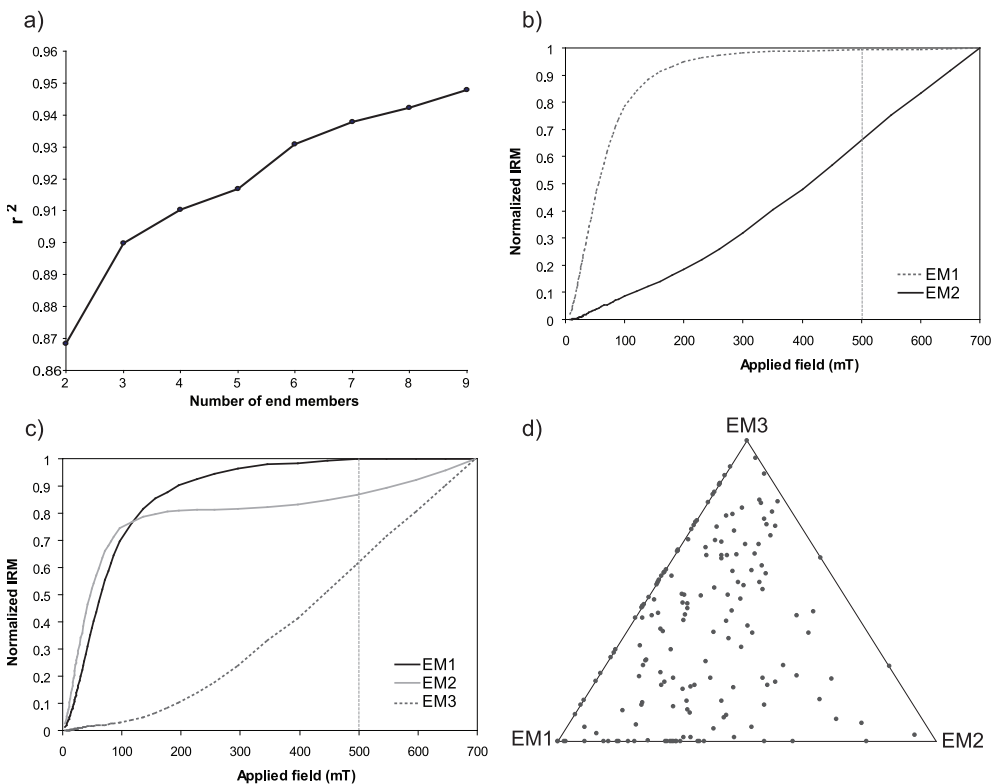 a)
0.96
0.95
0.94
0.93
0.92
0.91
0.9
0.89
0.88
0.87
0.86
r 2
2 3 4 5 6 7 8 9
Number of end members
b)
1
0.9
0.8
0.7
0.6
0.5
0.4
0.3
0.2
0.1
0
Normalized IRM
EM1
EM2
0 100 200 300 400 500 600 700
Applied field (mT)
c)
1
0.9
0.8
0.7
0.6
0.5
0.4
0.3
0.2
0.1
0
Normalized IRM
EM1
EM2
EM3
0 100 200 300 400 500 600 700
Applied field (mT)
d)
EM3
EM1
EM2